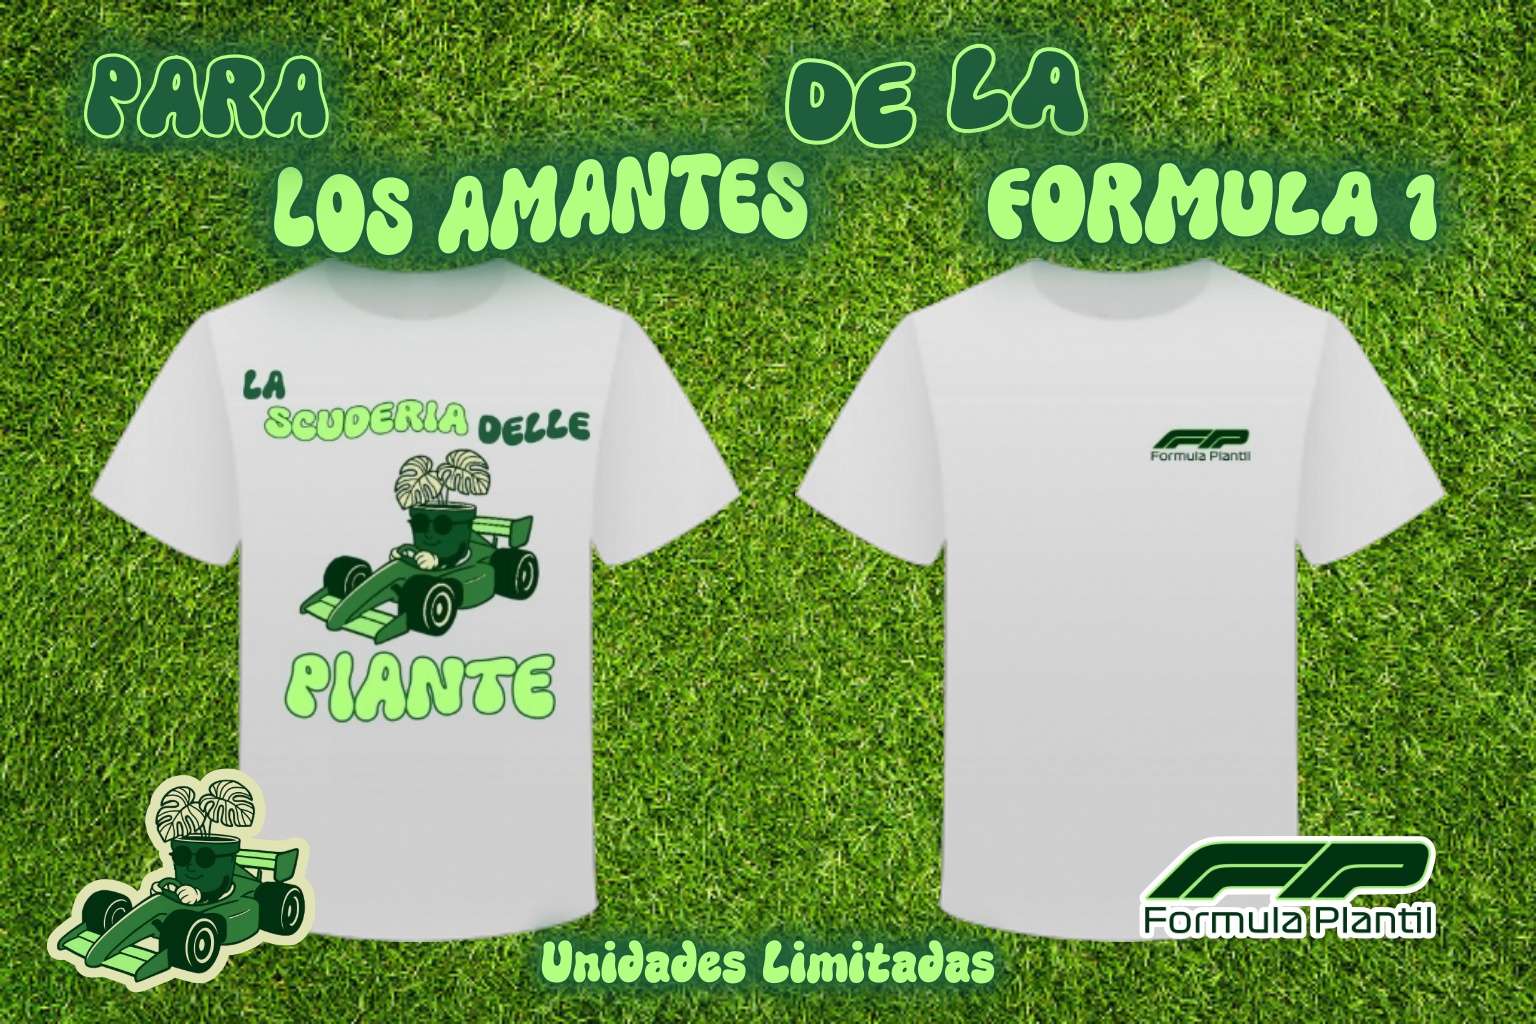 PARA
LOS AMANTES
DE LA
FORMULA 1
LA
SCUDERIA DELLE
PIANTE
FP
Formula Plantil
FP
Formula Plantil
Unidades Limitadas